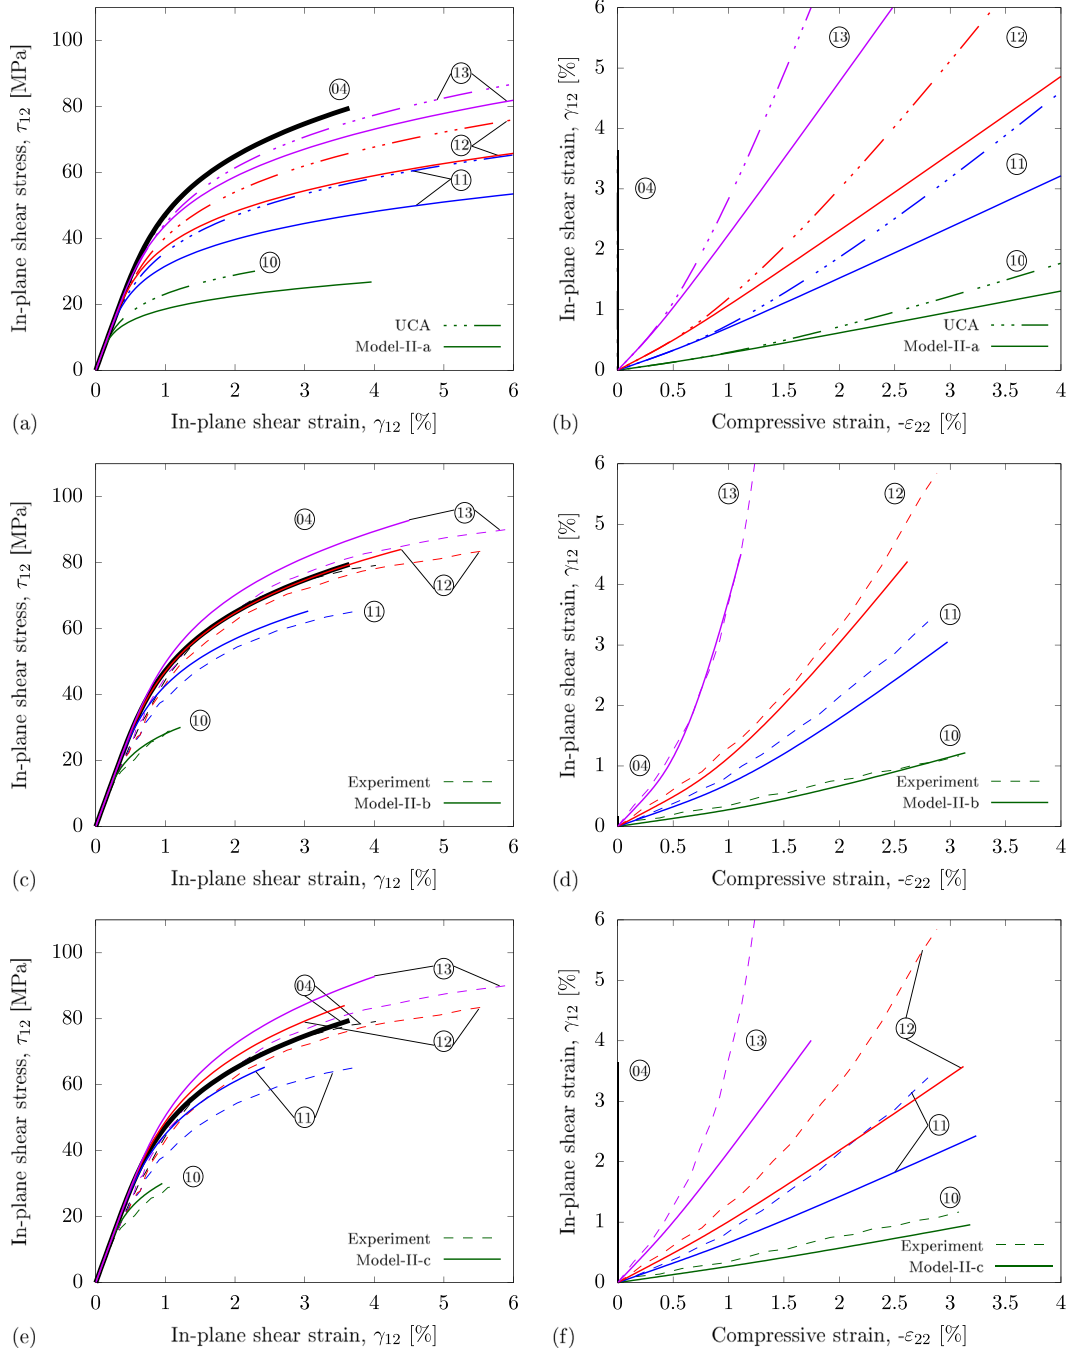 100
80
60
40
20
0
0 1 2 3 4 5 6
In-plane shear stress, τ12 [MPa]
In-plane shear strain, γ12 [%]
04
13
12
11
10
UCA
Model-II-a
(a)
6
5
4
3
2
1
0
0 0.5 1 1.5 2 2.5 3 3.5 4
In-plane shear strain, γ12 [%]
Compressive strain, -ε22 [%]
13
12
11
04
10
UCA
Model-II-a
(b)
100
80
60
40
20
0
0 1 2 3 4 5 6
In-plane shear stress, τ12 [MPa]
In-plane shear strain, γ12 [%]
04
13
12
11
10
Experiment
Model-II-b
(c)
6
5
4
3
2
1
0
0 0.5 1 1.5 2 2.5 3 3.5 4
In-plane shear strain, γ12 [%]
Compressive strain, -ε22 [%]
13
12
11
10
04
Experiment
Model-II-b
(d)
100
80
60
40
20
0
0 1 2 3 4 5 6
In-plane shear stress, τ12 [MPa]
In-plane shear strain, γ12 [%]
13
04
12
11
10
Experiment
Model-II-c
(e)
6
5
4
3
2
1
0
0 0.5 1 1.5 2 2.5 3 3.5 4
In-plane shear strain, γ12 [%]
Compressive strain, -ε22 [%]
12
13
04
11
10
Experiment
Model-II-c
(f)